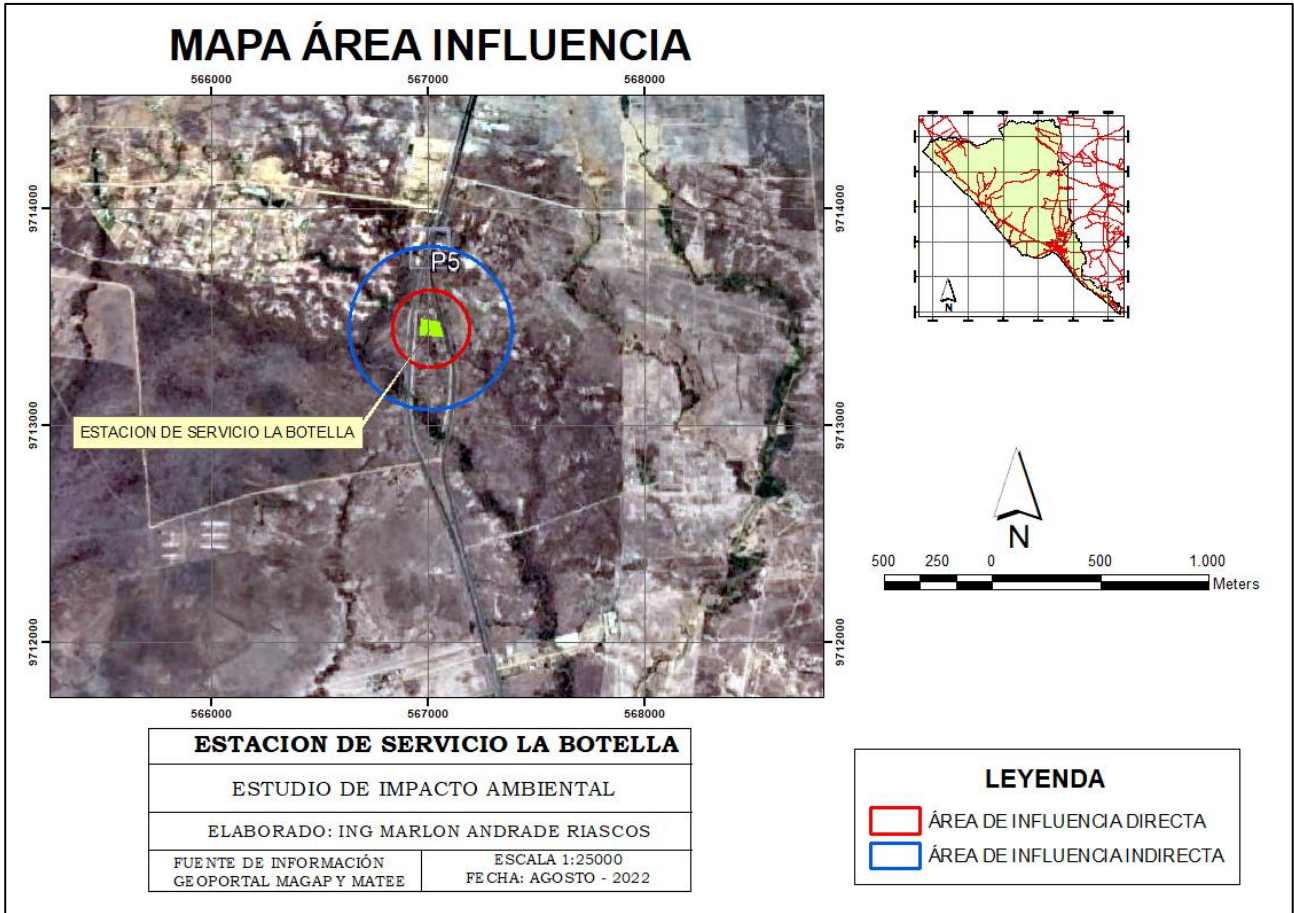 MAPA ÁREA INFLUENCIA
566000 567000 568000
9714000 9714000
P5
9713000 9713000
ESTACION DE SERVICIO LA BOTELLA
9712000 9712000
566000 567000 568000
N
N
500 250 0 500 1.000
Meters
ESTACION DE SERVICIO LA BOTELLA
ESTUDIO DE IMPACTO AMBIENTAL
ELABORADO: ING MARLON ANDRADE RIASCOS
FUENTE DE INFORMACIÓN
GEOPORTAL MAGAP Y MATEE
ESCALA 1:25000
FECHA: AGOSTO - 2022
LEYENDA
ÁREA DE INFLUENCIA DIRECTA
ÁREA DE INFLUENCIA INDIRECTA